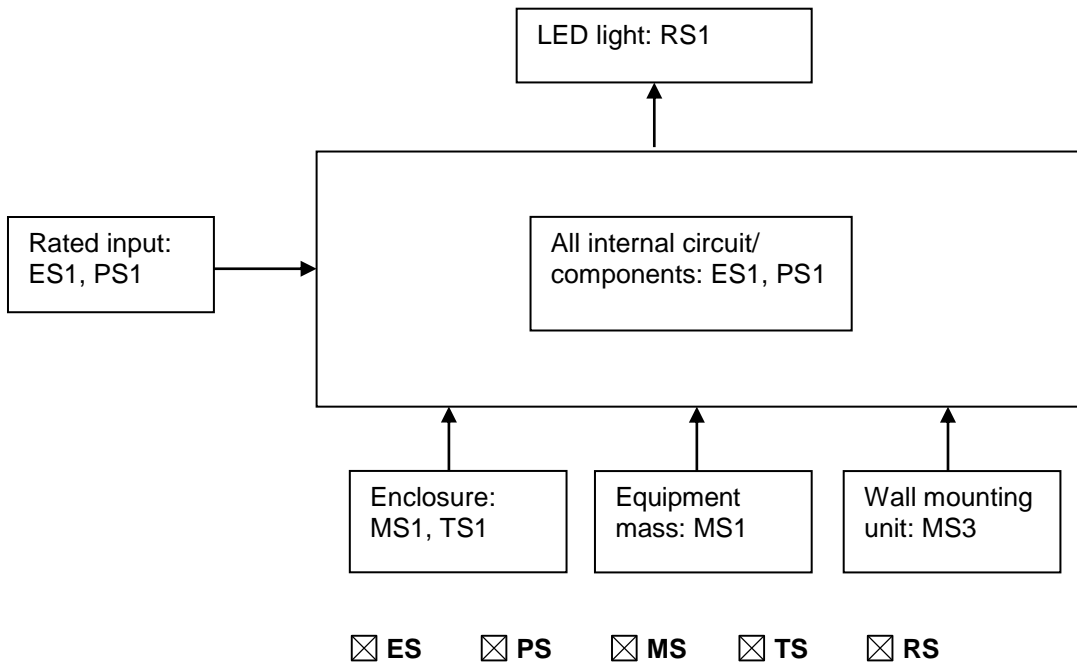 LED light: RS1
Rated input:
ES1, PS1
All internal circuit/
components: ES1, PS1
Enclosure:
MS1, TS1
Equipment
mass: MS1
Wall mounting
unit: MS3
☒ ES ☒ PS ☒ MS ☒ TS ☒ RS